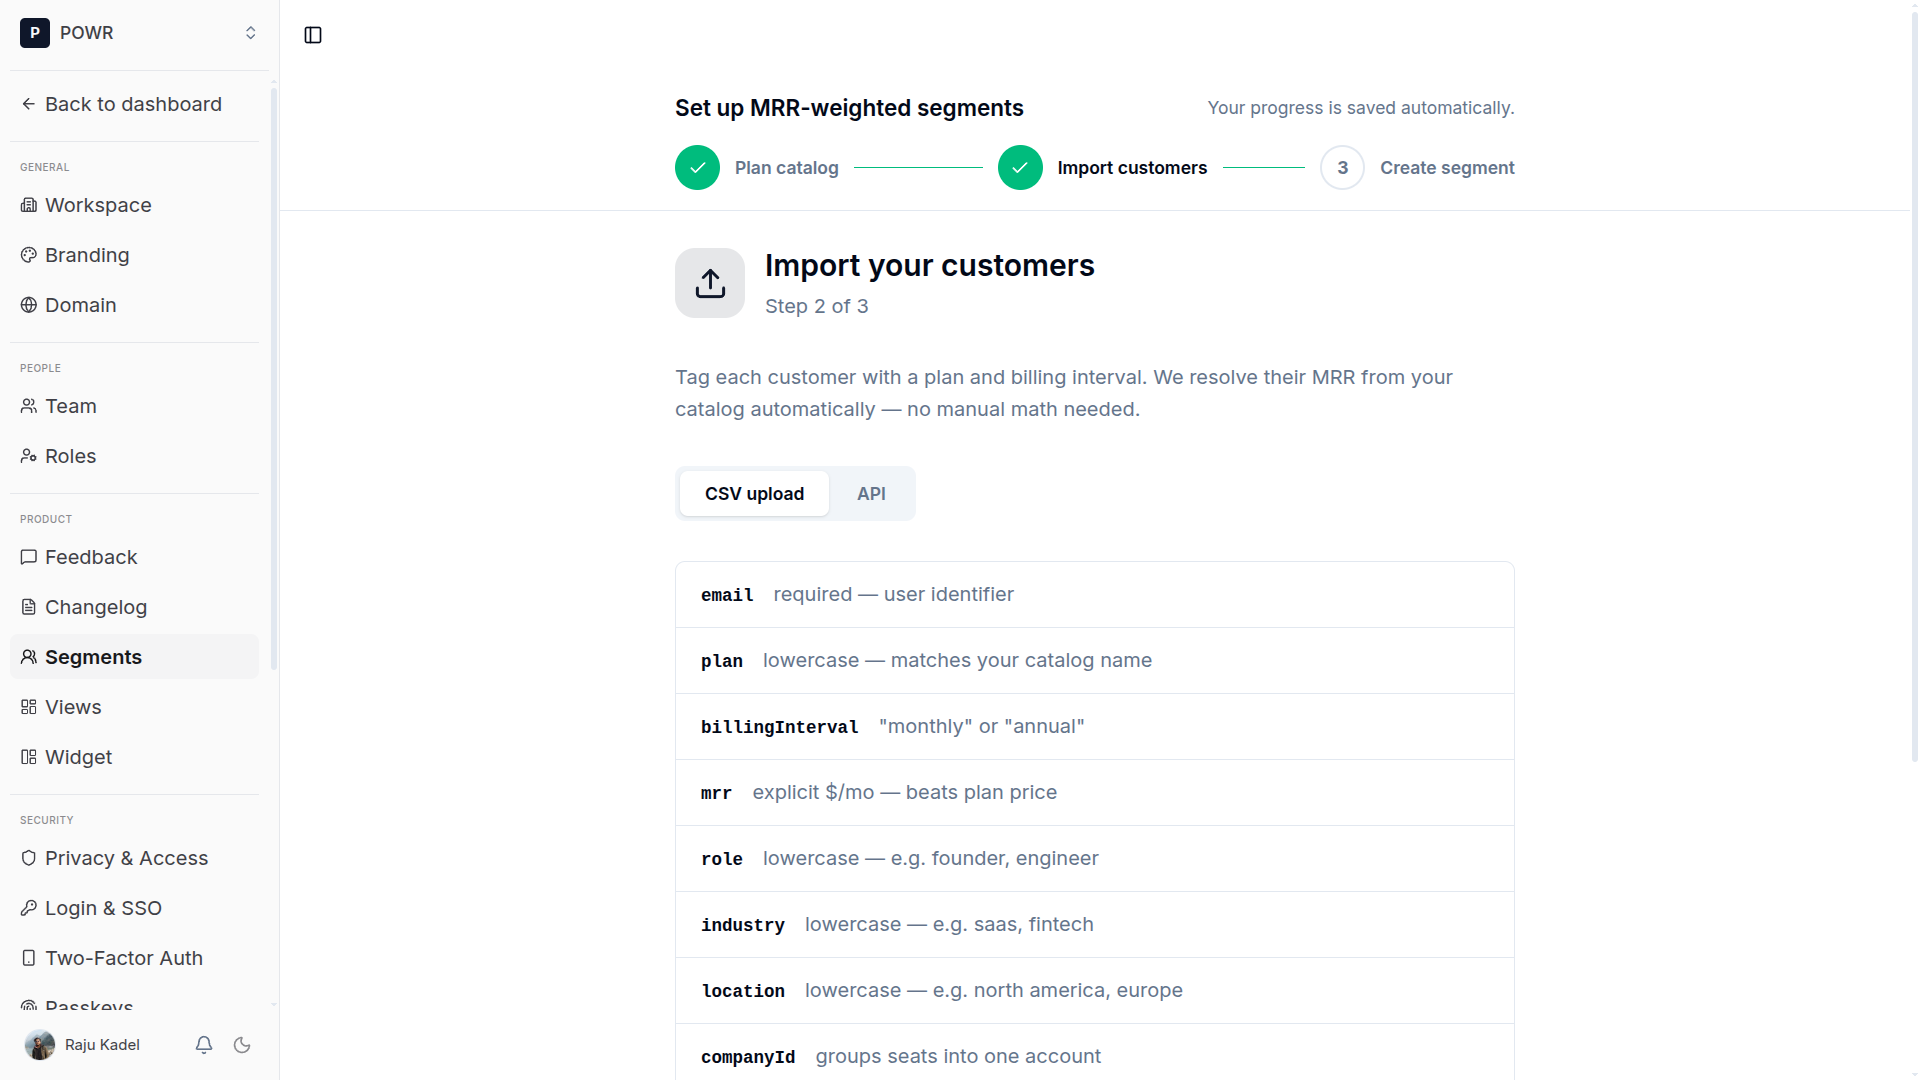 P POWR
Back to dashboard
GENERAL
Workspace
Branding
Domain
PEOPLE
Team
Roles
PRODUCT
Feedback
Changelog
Segments
Views
Widget
SECURITY
Privacy & Access
Login & SSO
Two-Factor Auth
Passkeys
Raju Kadel
Set up MRR-weighted segments
Your progress is saved automatically.
Plan catalog
Import customers
3 Create segment
Import your customers
Step 2 of 3
Tag each customer with a plan and billing interval. We resolve their MRR from your
catalog automatically — no manual math needed.
CSV upload
API
email required — user identifier
plan lowercase — matches your catalog name
billingInterval "monthly" or "annual"
mrr explicit $/mo — beats plan price
role lowercase — e.g. founder, engineer
industry lowercase — e.g. saas, fintech
location lowercase — e.g. north america, europe
companyId groups seats into one account